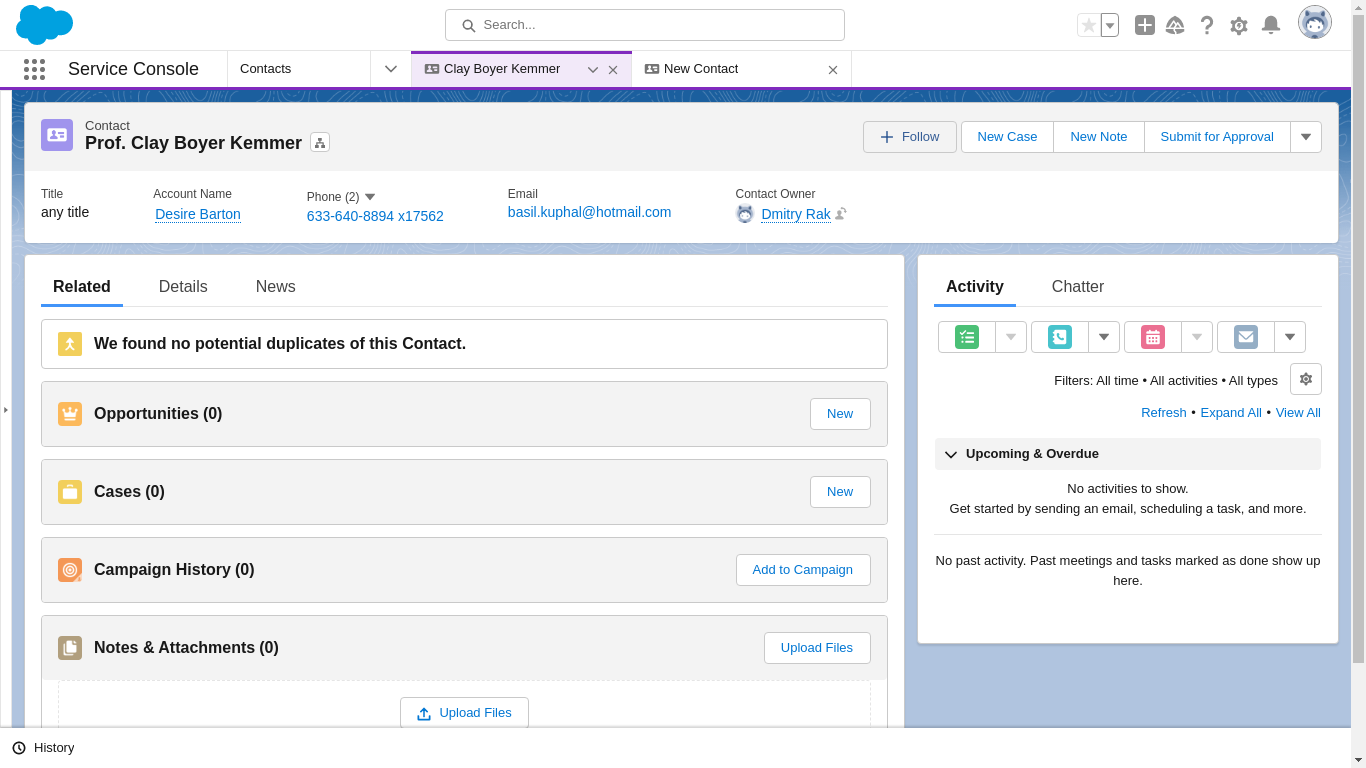 Search...
Service Console
Contacts
Clay Boyer Kemmer
New Contact
Contact
Prof. Clay Boyer Kemmer
Follow
New Case
New Note
Submit for Approval
Title
any title
Account Name
Desire Barton
Phone (2)
633-640-8894 x17562
Email
basil.kuphal@hotmail.com
Contact Owner
Dmitry Rak
Related
Details
News
We found no potential duplicates of this Contact.
Opportunities (0)
New
Cases (0)
New
Campaign History (0)
Add to Campaign
Notes & Attachments (0)
Upload Files
Upload Files
Activity
Chatter
Filters: All time • All activities • All types
Refresh • Expand All • View All
Upcoming & Overdue
No activities to show.
Get started by sending an email, scheduling a task, and more.
No past activity. Past meetings and tasks marked as done show up
here.
History